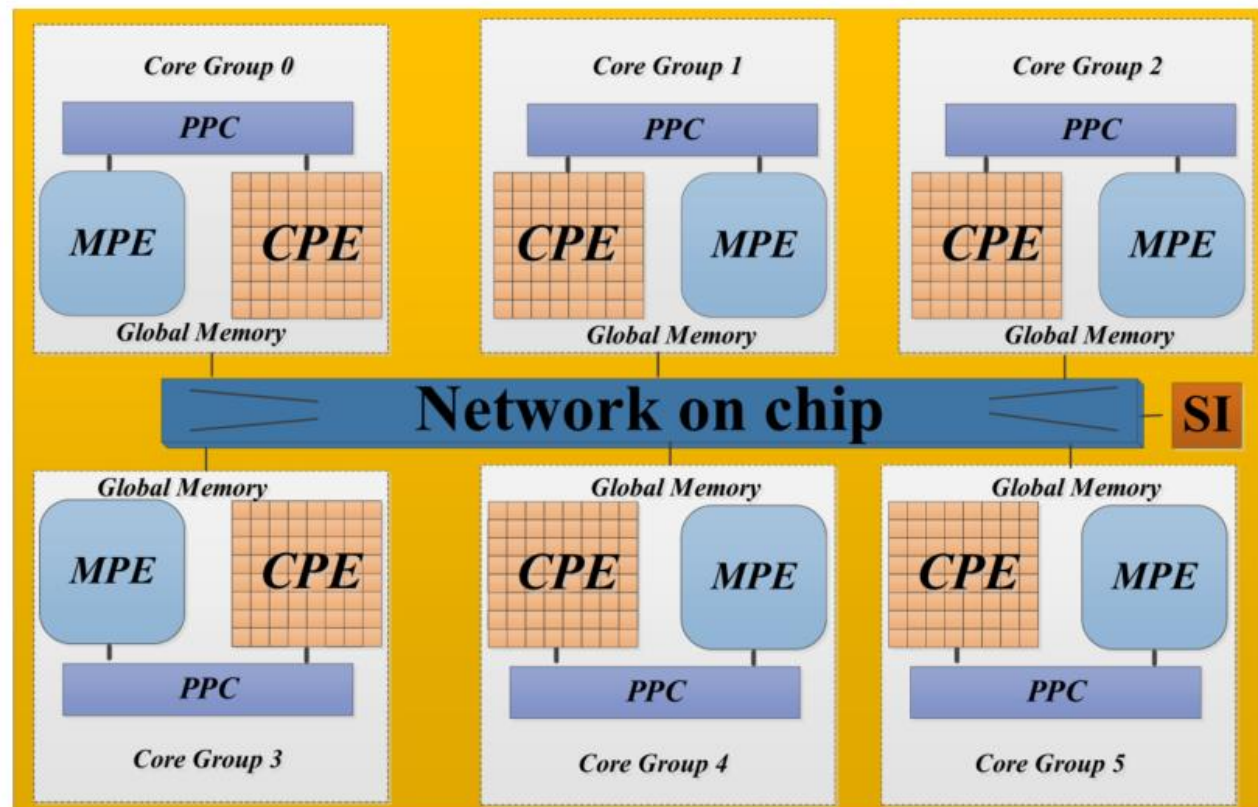 Core Group 0
PPC
MPE
CPE
Global Memory
Core Group 1
PPC
CPE
MPE
Global Memory
Core Group 2
PPC
CPE
MPE
Global Memory
Network on chip
SI
Global Memory
MPE
CPE
PPC
Core Group 3
Global Memory
CPE
MPE
PPC
Core Group 4
Global Memory
CPE
MPE
PPC
Core Group 5